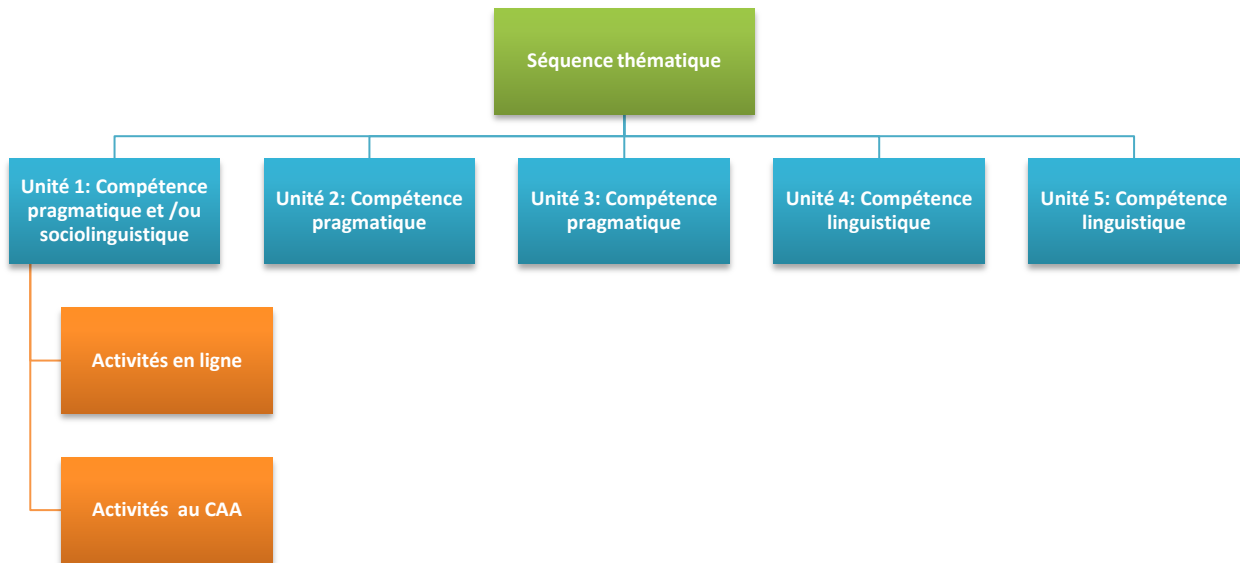 Séquence thématique
Unité 1: Compétence
pragmatique et /ou
sociolinguistique
Unité 2: Compétence
pragmatique
Unité 3: Compétence
pragmatique
Unité 4: Compétence
linguistique
Unité 5: Compétence
linguistique
Activités en ligne
Activités au CAA